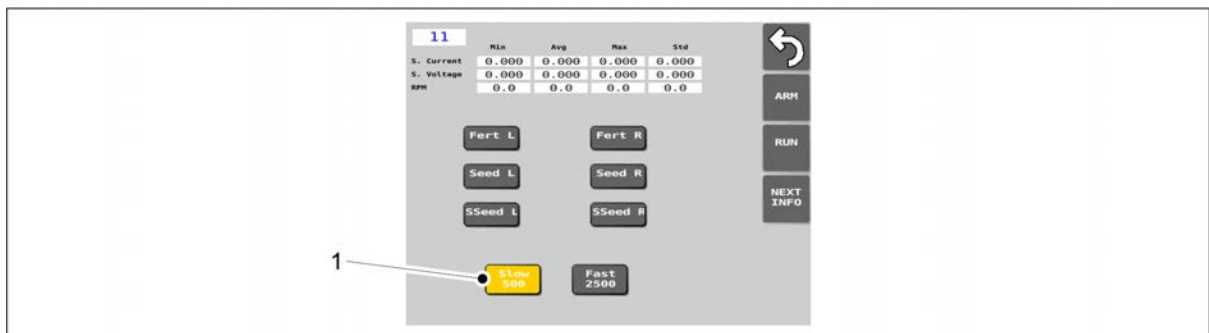 11
Min Avg Max Std
S. Current 0.000 0.000 0.000 0.000
S. Voltage 0.000 0.000 0.000 0.000
RPM 0.0 0.0 0.0 0.0
ARM
Fert L Fert R
RUN
Seed L Seed R
NEXT
INFO
SSeed L SSeed R
1
Slow
500
Fast
2500